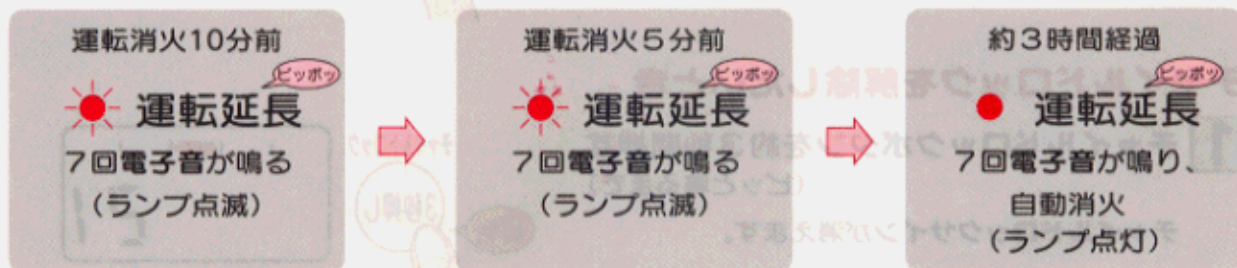 運転消火10分前
ピッポッ
運転延長
7回電子音が鳴る
(ランプ点滅)
運転消火5分前
ピッポッ
運転延長
7回電子音が鳴る
(ランプ点滅)
約3時間経過
ピッポッ
運転延長
7回電子音が鳴り、
自動消火
(ランプ点灯)